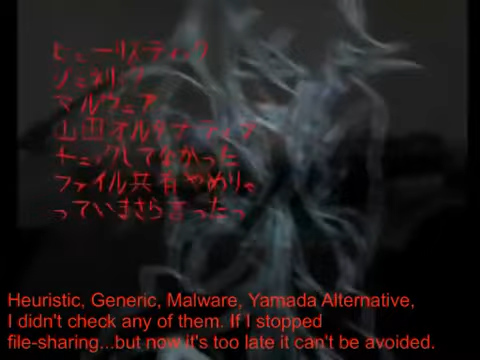 ヒューリスティック
ジェネリック
マルウェア
山田オルタナティブ
チェックしてなかった
ファイル共有やめりゃ
っていまさら言ったっ
Heuristic, Generic, Malware, Yamada Alternative,
I didn't check any of them. If I stopped
file-sharing...but now it's too late it can't be avoided.